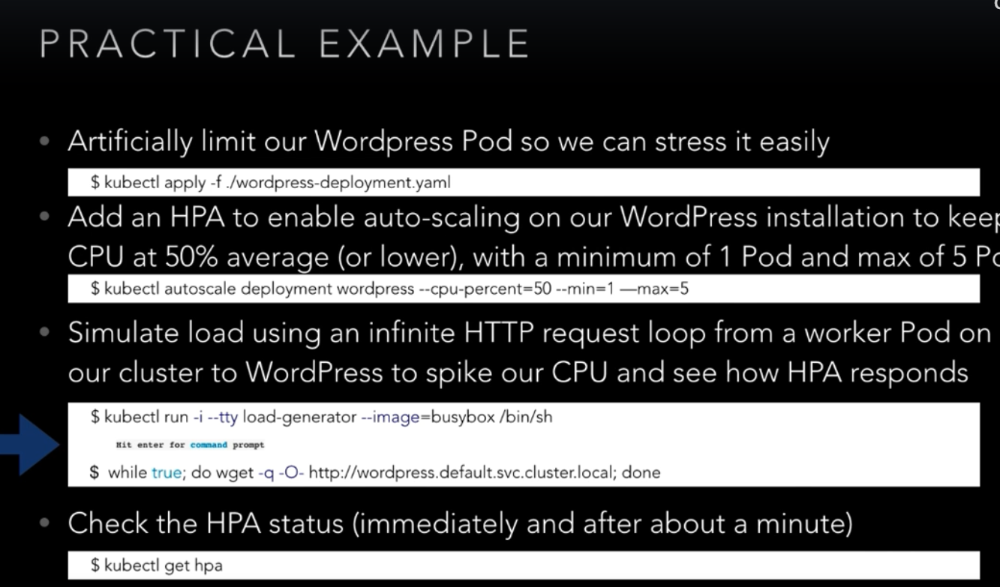 PRACTICAL EXAMPLE
• Artificially limit our Wordpress Pod so we can stress it easily
$ kubectl apply -f ./wordpress-deployment.yaml
• Add an HPA to enable auto-scaling on our WordPress installation to keep
CPU at 50% average (or lower), with a minimum of 1 Pod and max of 5
$ kubectl autoscale deployment wordpress --cpu-percent=50 --min=1 —max=5
• Simulate load using an infinite HTTP request loop from a worker Pod on
our cluster to WordPress to spike our CPU and see how HPA responds
$ kubectl run -i --tty load-generator --image=busybox /bin/sh
Hit enter for command prompt
$ while true; do wget -q -O- http://wordpress.default.svc.cluster.local; done
• Check the HPA status (immediately and after about a minute)
$ kubectl get hpa